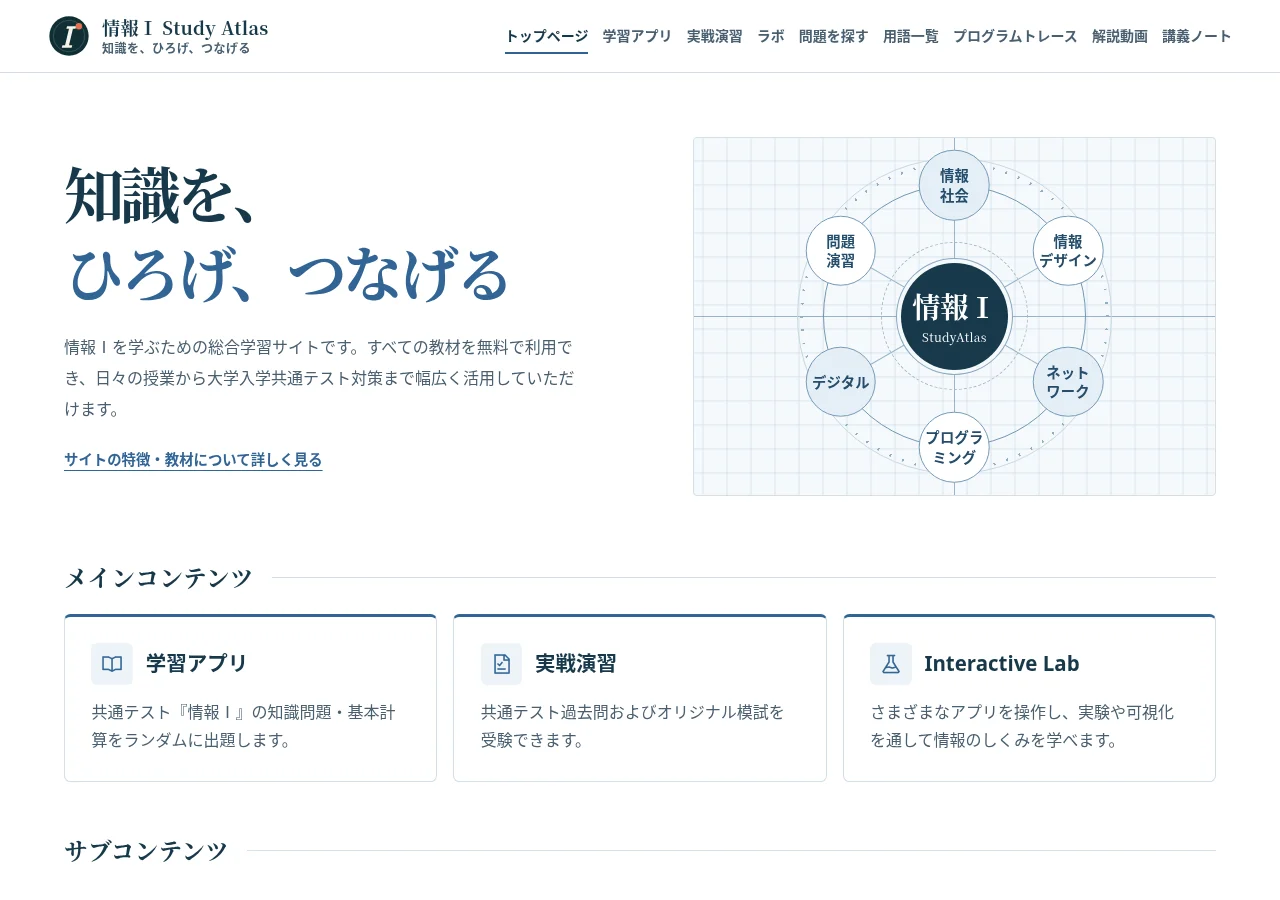 情報Ⅰ Study Atlas
知識を、ひろげ、つなげる
トップページ 学習アプリ 実戦演習 ラボ 問題を探す 用語一覧 プログラムトレース 解説動画 講義ノート
知識を、
ひろげ、つなげる
情報Ⅰを学ぶための総合学習サイトです。すべての教材を無料で利用で
き、日々の授業から大学入学共通テスト対策まで幅広く活用していただ
けます。
サイトの特徴・教材について詳しく見る
情報
社会
問題
演習
情報
デザイン
情報Ⅰ
StudyAtlas
デジタル
ネット
ワーク
プログラ
ミング
メインコンテンツ
学習アプリ
共通テスト『情報Ⅰ』の知識問題・基本計
算をランダムに出題します。
実戦演習
共通テスト過去問およびオリジナル模試を
受験できます。
Interactive Lab
さまざまなアプリを操作し、実験や可視化
を通して情報のしくみを学べます。
サブコンテンツ